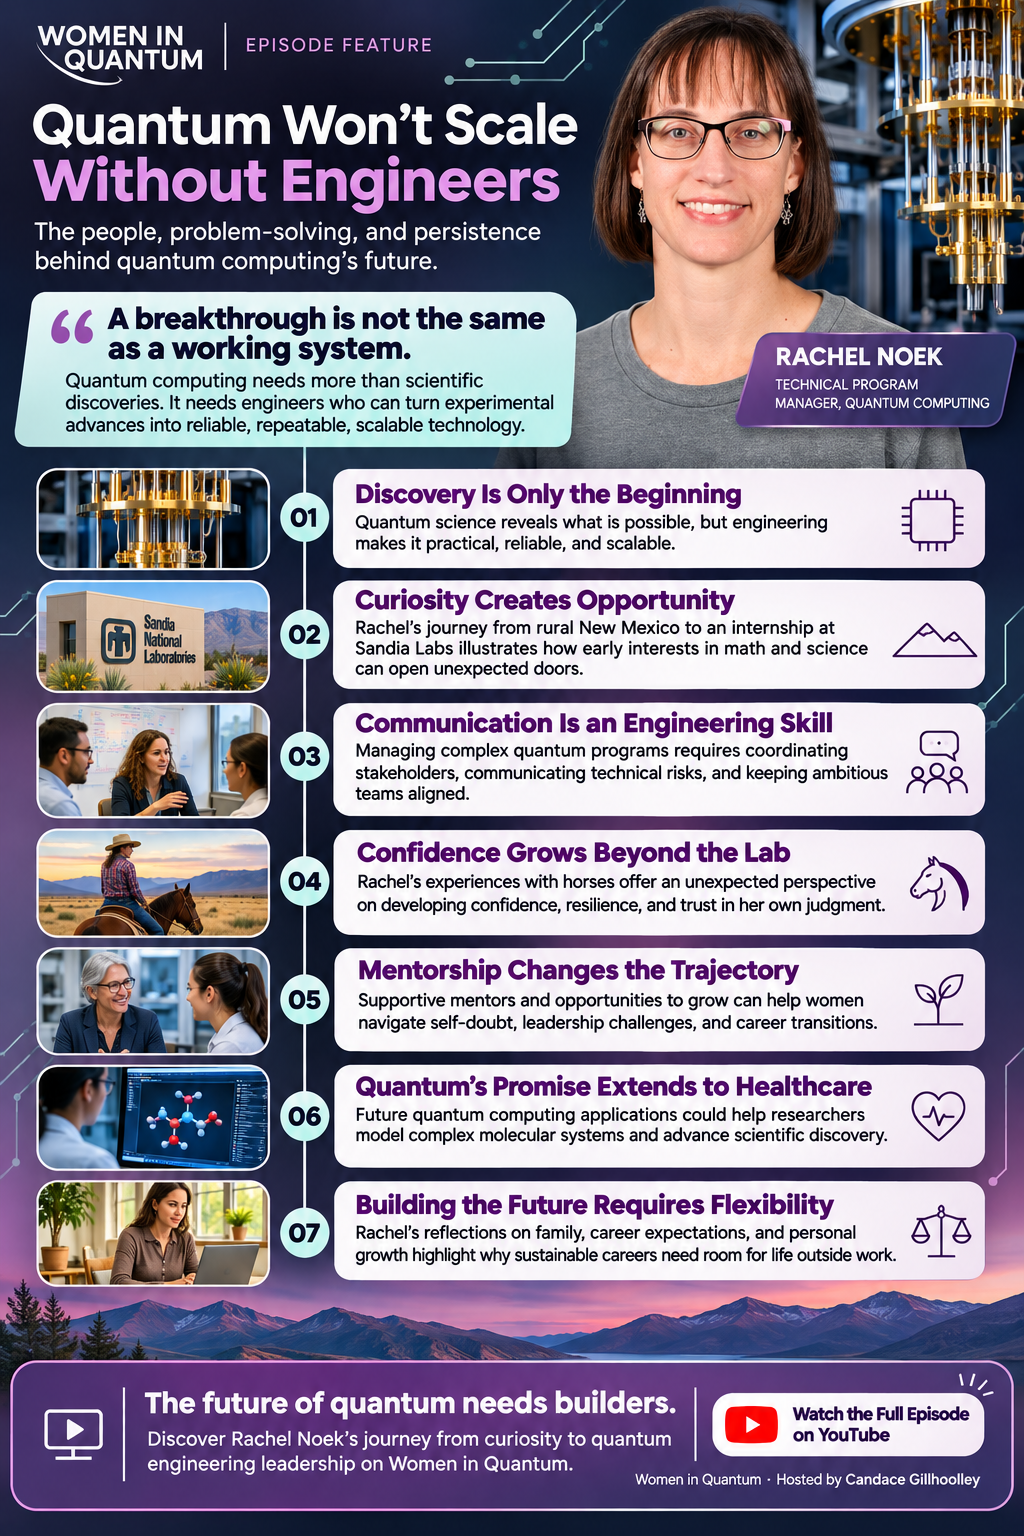 WOMEN IN
QUANTUM
EPISODE FEATURE
Quantum Won't Scale
Without Engineers
The people, problem-solving, and persistence
behind quantum computing's future.
“ A breakthrough is not the same
as a working system.
Quantum computing needs more than scientific
discoveries. It needs engineers who can turn experimental
advances into reliable, repeatable, scalable technology.
RACHEL NOEK
TECHNICAL PROGRAM
MANAGER, QUANTUM COMPUTING
01
Discovery Is Only the Beginning
Quantum science reveals what is possible, but engineering
makes it practical, reliable, and scalable.
Sandia
National
Laboratories
02
Curiosity Creates Opportunity
Rachel's journey from rural New Mexico to an internship at
Sandia Labs illustrates how early interests in math and science
can open unexpected doors.
03
Communication Is an Engineering Skill
Managing complex quantum programs requires coordinating
stakeholders, communicating technical risks, and keeping ambitious
teams aligned.
04
Confidence Grows Beyond the Lab
Rachel's experiences with horses offer an unexpected perspective
on developing confidence, resilience, and trust in her own judgment.
05
Mentorship Changes the Trajectory
Supportive mentors and opportunities to grow can help women
navigate self-doubt, leadership challenges, and career transitions.
06
Quantum's Promise Extends to Healthcare
Future quantum computing applications could help researchers
model complex molecular systems and advance scientific discovery.
07
Building the Future Requires Flexibility
Rachel's reflections on family, career expectations, and personal
growth highlight why sustainable careers need room for life outside work.
The future of quantum needs builders.
Discover Rachel Noek's journey from curiosity to quantum
engineering leadership on Women in Quantum.
Watch the Full Episode
on YouTube
Women in Quantum · Hosted by Candace Gillhoolley